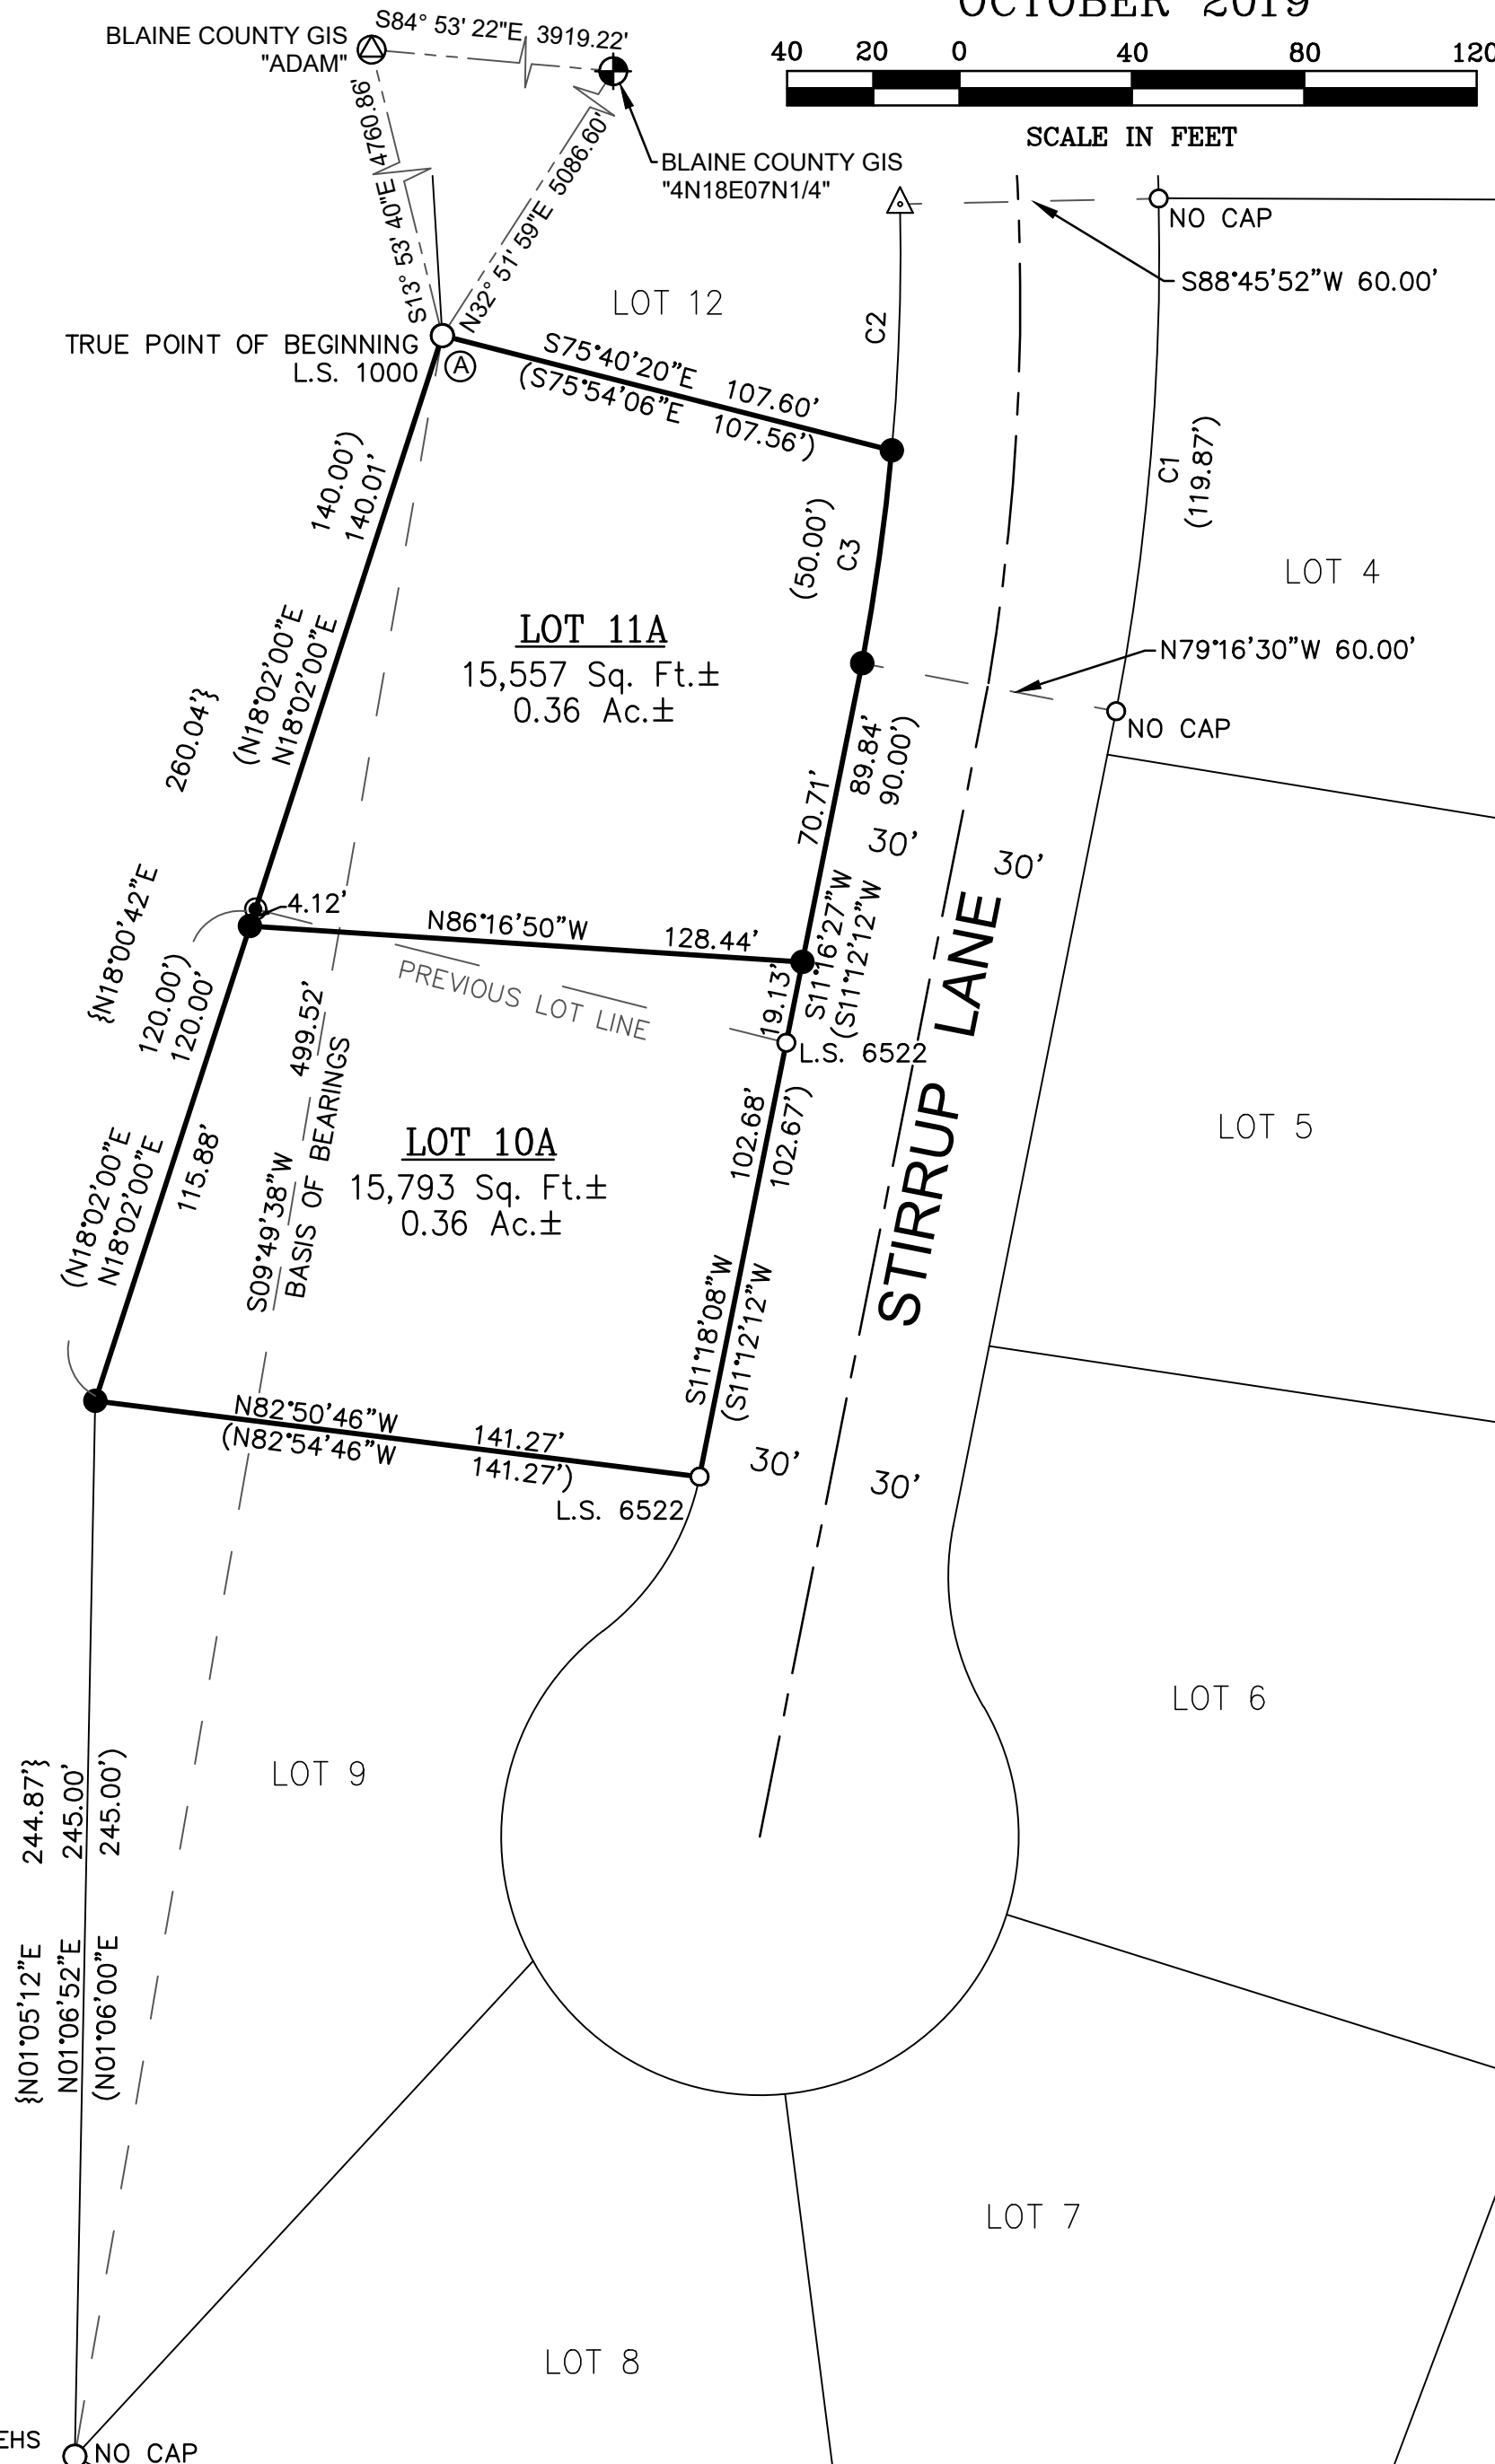 OCTOBER 2019
40 20 0 40 80 120
SCALE IN FEET
BLAINE COUNTY GIS
"ADAM"
S84° 53' 22"E 3919.22'
S13° 53' 40"E 4760.86'
N32° 51' 59"E 5086.60'
BLAINE COUNTY GIS
"4N18E07N1/4"
NO CAP
S88°45'52"W 60.00'
LOT 12
C2
TRUE POINT OF BEGINNING
L.S. 1000
A
S75°40'20"E 107.60'
(S75°54'06"E 107.56')
C1
(119.87')
LOT 4
140.00')
140.01'
(N18°02'00"E
N18°02'00"E
(50.00')
C3
LOT 11A
15,557 Sq. Ft.±
0.36 Ac.±
N79°16'30"W 60.00'
NO CAP
260.04'}
{N18°00'42"E
70.71'
89.84'
90.00')
30'
30'
4.12'
N86°16'50"W 128.44'
PREVIOUS LOT LINE
S11°16'27"W
(S11°12'12"W
19.13'
L.S. 6522
STIRRUP LANE
120.00')
120.00'
(N18°02'00"E
N18°02'00"E
115.88'
499.52'
S09°49'38"W
BASIS OF BEARINGS
LOT 10A
15,793 Sq. Ft.±
0.36 Ac.±
102.68'
102.67')
S11°18'08"W
(S11°12'12"W
LOT 5
N82°50'46"W 141.27'
(N82°54'46"W 141.27')
L.S. 6522
30'
30'
LOT 6
LOT 9
244.87'}
245.00'
245.00')
{N01°05'12"E
N01°06'52"E
(N01°06'00"E
LOT 7
LOT 8
EHS
NO CAP